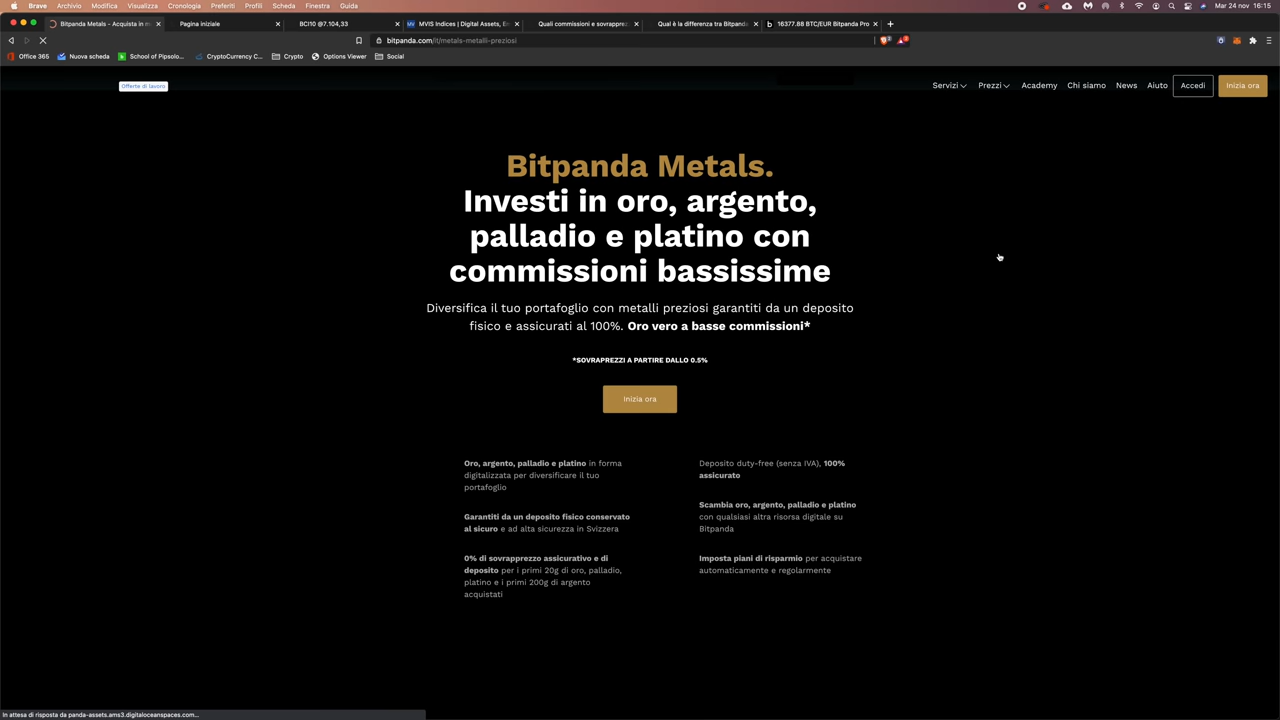 Brave Archivio Modifica Visualizza Cronologia Preferiti Profili Scheda Finestra Guida
Mar 24 nov 16:15
Bitpanda Metals - Acquista in m
Pagina iniziale
BCI10 @7.104,33
MVIS Indices | Digital Assets, E
Quali commissioni e sovrapprez
Qual è la differenza tra Bitpanda
16377.88 BTC/EUR Bitpanda Pro
bitpanda.com/it/metals-metalli-preziosi
Office 365
Nuova scheda
School of Pipsolo...
CryptoCurrency C...
Crypto
Options Viewer
Social
Offerte di lavoro
Servizi
Prezzi
Academy
Chi siamo
News
Aiuto
Accedi
Inizia ora
Bitpanda Metals.
Investi in oro, argento,
palladio e platino con
commissioni bassissime
Diversifica il tuo portafoglio con metalli preziosi garantiti da un deposito
fisico e assicurati al 100%. Oro vero a basse commissioni*
*SOVRAPREZZI A PARTIRE DALLO 0.5%
Inizia ora
Oro, argento, palladio e platino in forma
digitalizzata per diversificare il tuo
portafoglio
Garantiti da un deposito fisico conservato
al sicuro e ad alta sicurezza in Svizzera
0% di sovrapprezzo assicurativo e di
deposito per i primi 20g di oro, palladio,
platino e i primi 200g di argento
acquistati
Deposito duty-free (senza IVA), 100%
assicurato
Scambia oro, argento, palladio e platino
con qualsiasi altra risorsa digitale su
Bitpanda
Imposta piani di risparmio per acquistare
automaticamente e regolarmente
In attesa di risposta da panda-assets.ams3.digitaloceanspaces.com...